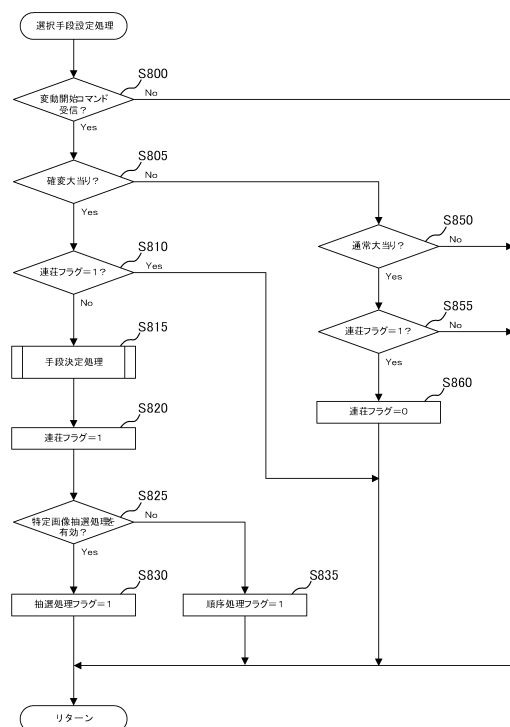 選択手段設定処理
S800
変動開始コマンド
受信？
No
Yes
S805
確変大当り？
No
Yes
S850
通常大当り？
No
Yes
S810
連荘フラグ＝1？
Yes
No
S855
連荘フラグ＝1？
No
Yes
S815
手段決定処理
S860
連荘フラグ＝0
S820
連荘フラグ＝1
S825
特定画像抽選処理を
有効？
No
Yes
S830
抽選処理フラグ＝1
S835
順序処理フラグ＝1
リターン